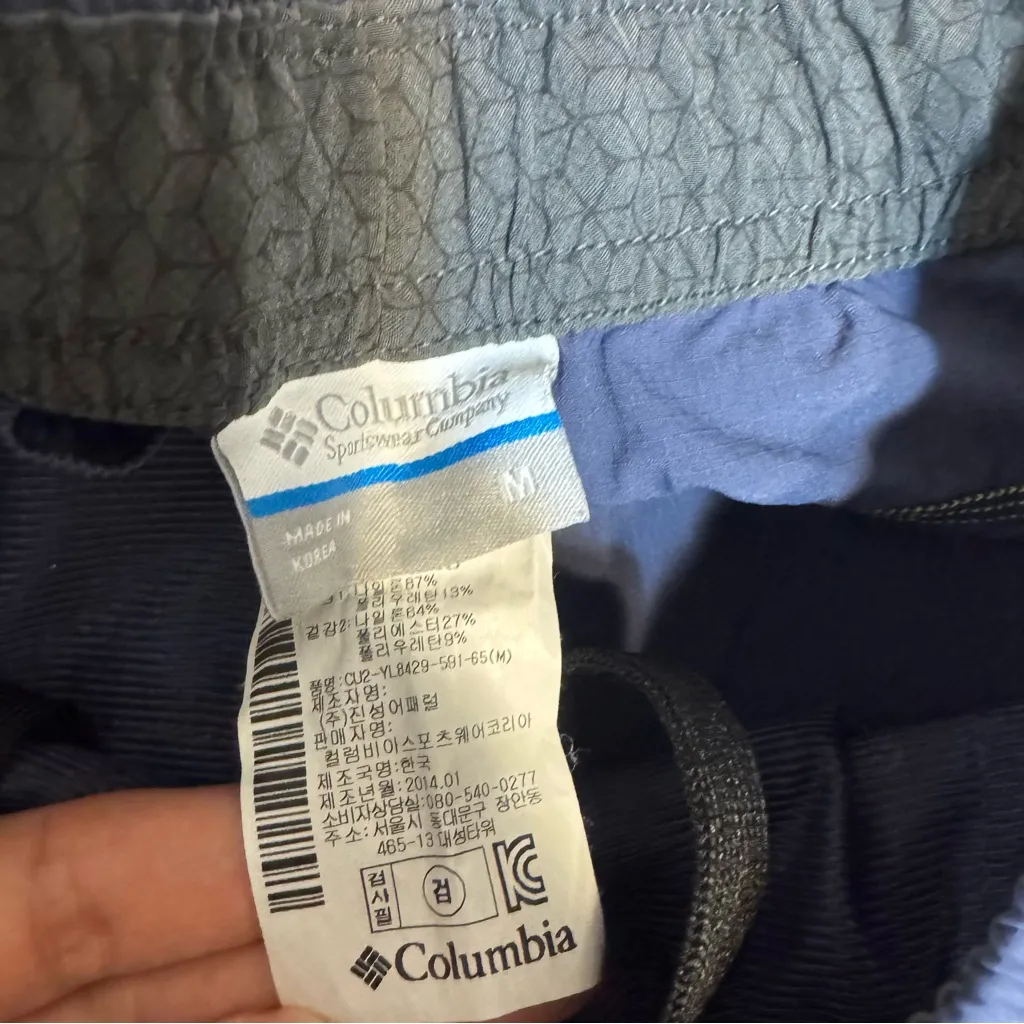 Columbia
Sportswear Company
M
MADE IN
KOREA
나일론87%
폴리우레탄13%
겉감2:나일론64%
폴리에스터27%
폴리우레탄9%
품명:CU2-YL8429-591-65(M)
제조자명:
(주)진성어패럴
판매자명:
컬럼비아스포츠웨어코리아
제조국명:한국
제조년월:2014.01
소비자상담실:080-540-0277
주소:서울시 동대문구 장안동
465-13 대성타워
검사필
검
KC
Columbia